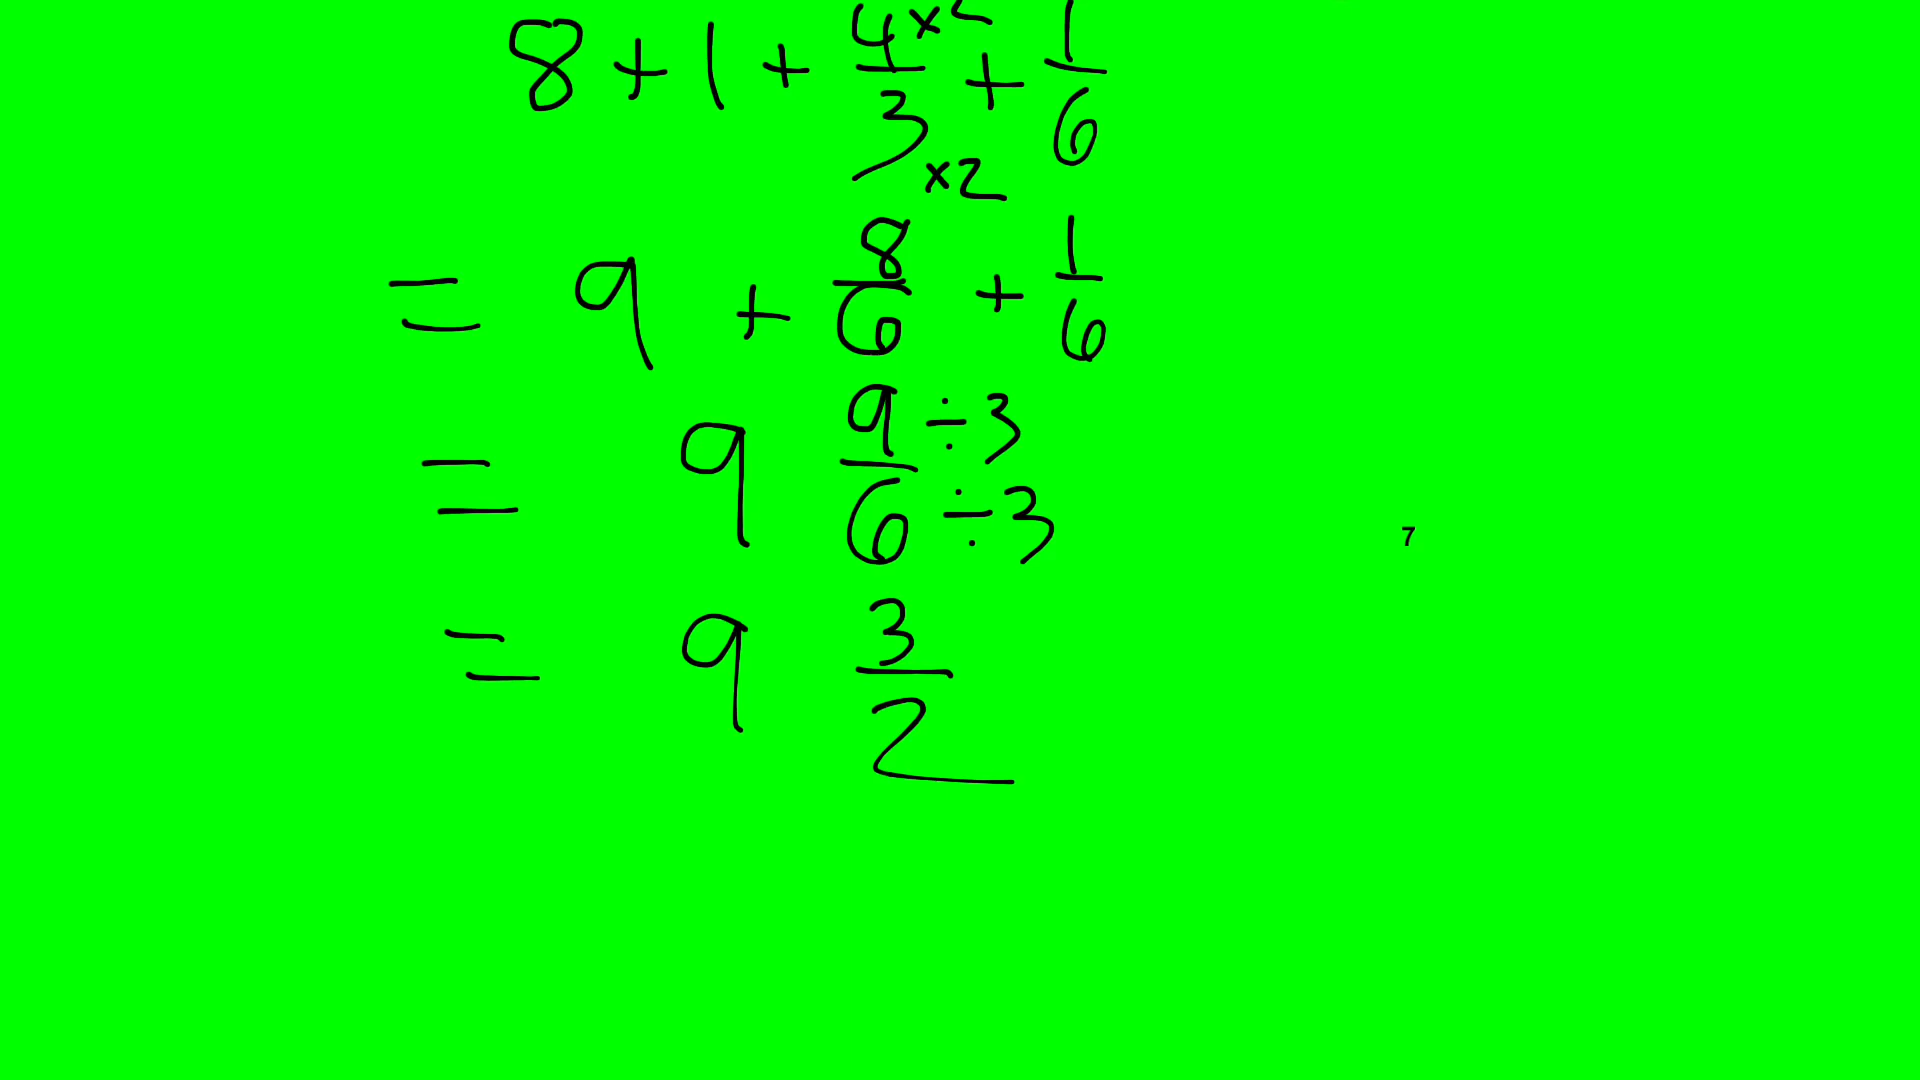 8 + 1 + 4×2/3×2 + 1/6
= 9 + 8/6 + 1/6
= 9 9÷3/6÷3
7
= 9 3/2